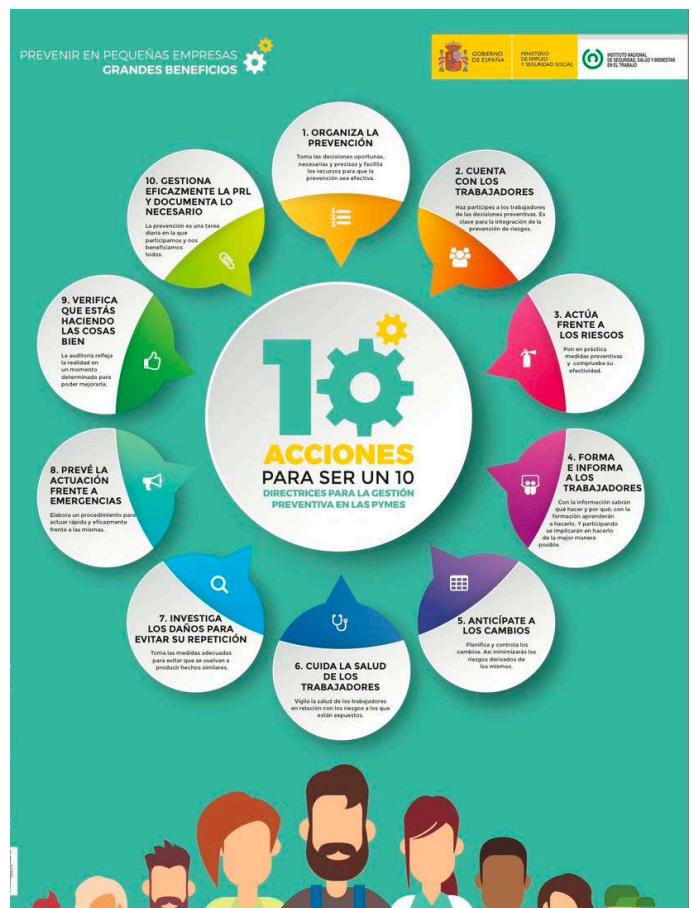 PREVENIR EN PEQUEÑAS EMPRESAS
GRANDES BENEFICIOS
GOBIERNO
DE ESPAÑA
MINISTERIO
DE EMPLEO
Y SEGURIDAD SOCIAL
INSTITUTO NACIONAL
DE SEGURIDAD, SALUD Y BIENESTAR
EN EL TRABAJO
1. ORGANIZA LA
PREVENCIÓN
Toma las decisiones oportunas,
necesarias y precisas y facilita
los recursos para que la
prevención sea efectiva.
2. CUENTA
CON LOS
TRABAJADORES
Haz partícipes a los trabajadores
de las decisiones preventivas. Es
clave para la integración de la
prevención de riesgos.
3. ACTÚA
FRENTE A
LOS RIESGOS
Pon en práctica
medidas preventivas
y comprueba su
efectividad.
4. FORMA
E INFORMA
A LOS
TRABAJADORES
Con la información sabrán
qué hacer y por qué; con la
formación aprenderán
a hacerlo. Y participando
se implicarán en hacerlo
de la mejor manera
posible.
5. ANTICÍPATE A
LOS CAMBIOS
Planifica y controla los
cambios. Así minimizarás los
riesgos derivados de
los mismos.
6. CUIDA LA SALUD
DE LOS
TRABAJADORES
Vigila la salud de los trabajadores
en relación con los riesgos a los que
están expuestos.
7. INVESTIGA
LOS DAÑOS PARA
EVITAR SU REPETICIÓN
Toma las medidas adecuadas
para evitar que se vuelvan a
producir hechos similares.
8. PREVÉ LA
ACTUACIÓN
FRENTE A
EMERGENCIAS
Elabora un procedimiento para
actuar rápida y eficazmente
frente a las mismas.
9. VERIFICA
QUE ESTÁS
HACIENDO
LAS COSAS
BIEN
La auditoría refleja
la realidad en
un momento
determinado para
poder mejorarla.
10. GESTIONA
EFICAZMENTE LA PRL
Y DOCUMENTA LO
NECESARIO
La prevención es una tarea
diaria en la que
participamos y nos
beneficiamos
todos.
10
ACCIONES
PARA SER UN 10
DIRECTRICES PARA LA GESTIÓN
PREVENTIVA EN LAS PYMES